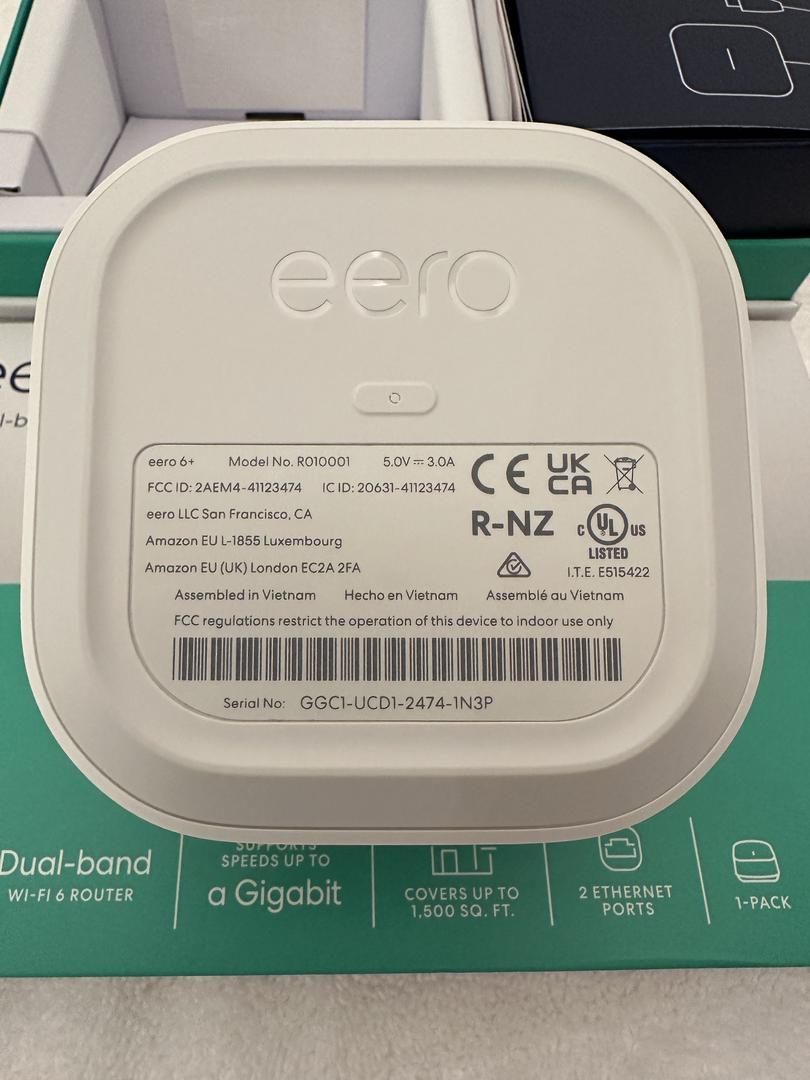 eero
ee
l-b
eero 6+ Model No. R010001 5.0V ⎓ 3.0A
FCC ID: 2AEM4-41123474 IC ID: 20631-41123474
eero LLC San Francisco, CA
Amazon EU L-1855 Luxembourg
Amazon EU (UK) London EC2A 2FA
CE UK CA
R-NZ
C UL US
LISTED
I.T.E. E515422
Assembled in Vietnam Hecho en Vietnam Assemblé au Vietnam
FCC regulations restrict the operation of this device to indoor use only
Serial No: GGC1-UCD1-2474-1N3P
Dual-band
WI-FI 6 ROUTER
SUPPORTS
SPEEDS UP TO
a Gigabit
COVERS UP TO
1,500 SQ. FT.
2 ETHERNET
PORTS
1-PACK